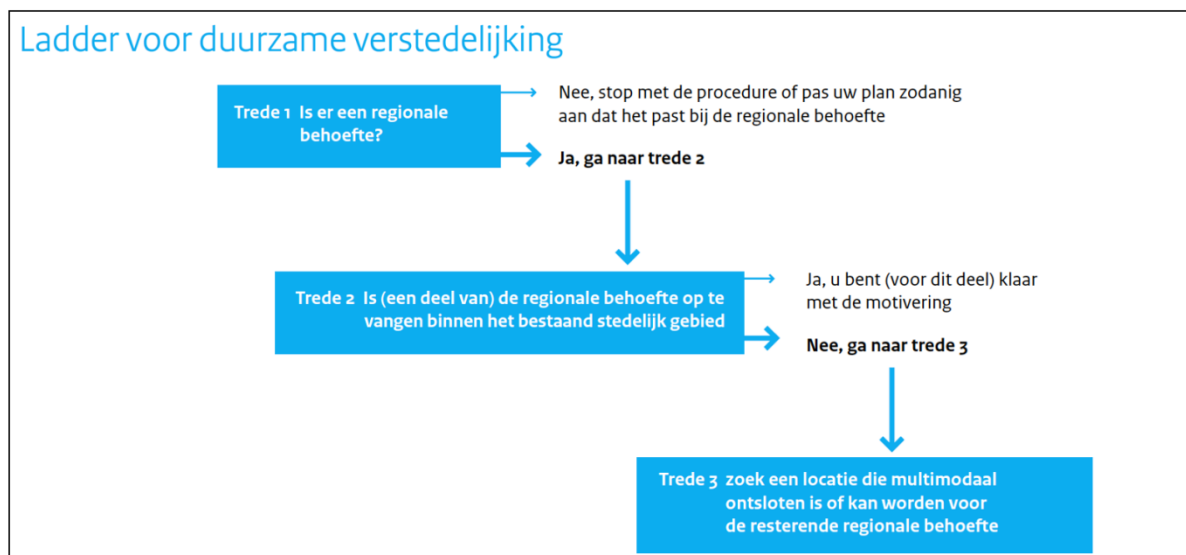 Ladder voor duurzame verstedelijking
Trede 1 Is er een regionale
behoefte?
Nee, stop met de procedure of pas uw plan zodanig
aan dat het past bij de regionale behoefte
Ja, ga naar trede 2
Trede 2 Is (een deel van) de regionale behoefte op te
vangen binnen het bestaand stedelijk gebied
Ja, u bent (voor dit deel) klaar
met de motivering
Nee, ga naar trede 3
Trede 3 zoek een locatie die multimodaal
ontsloten is of kan worden voor
de resterende regionale behoefte